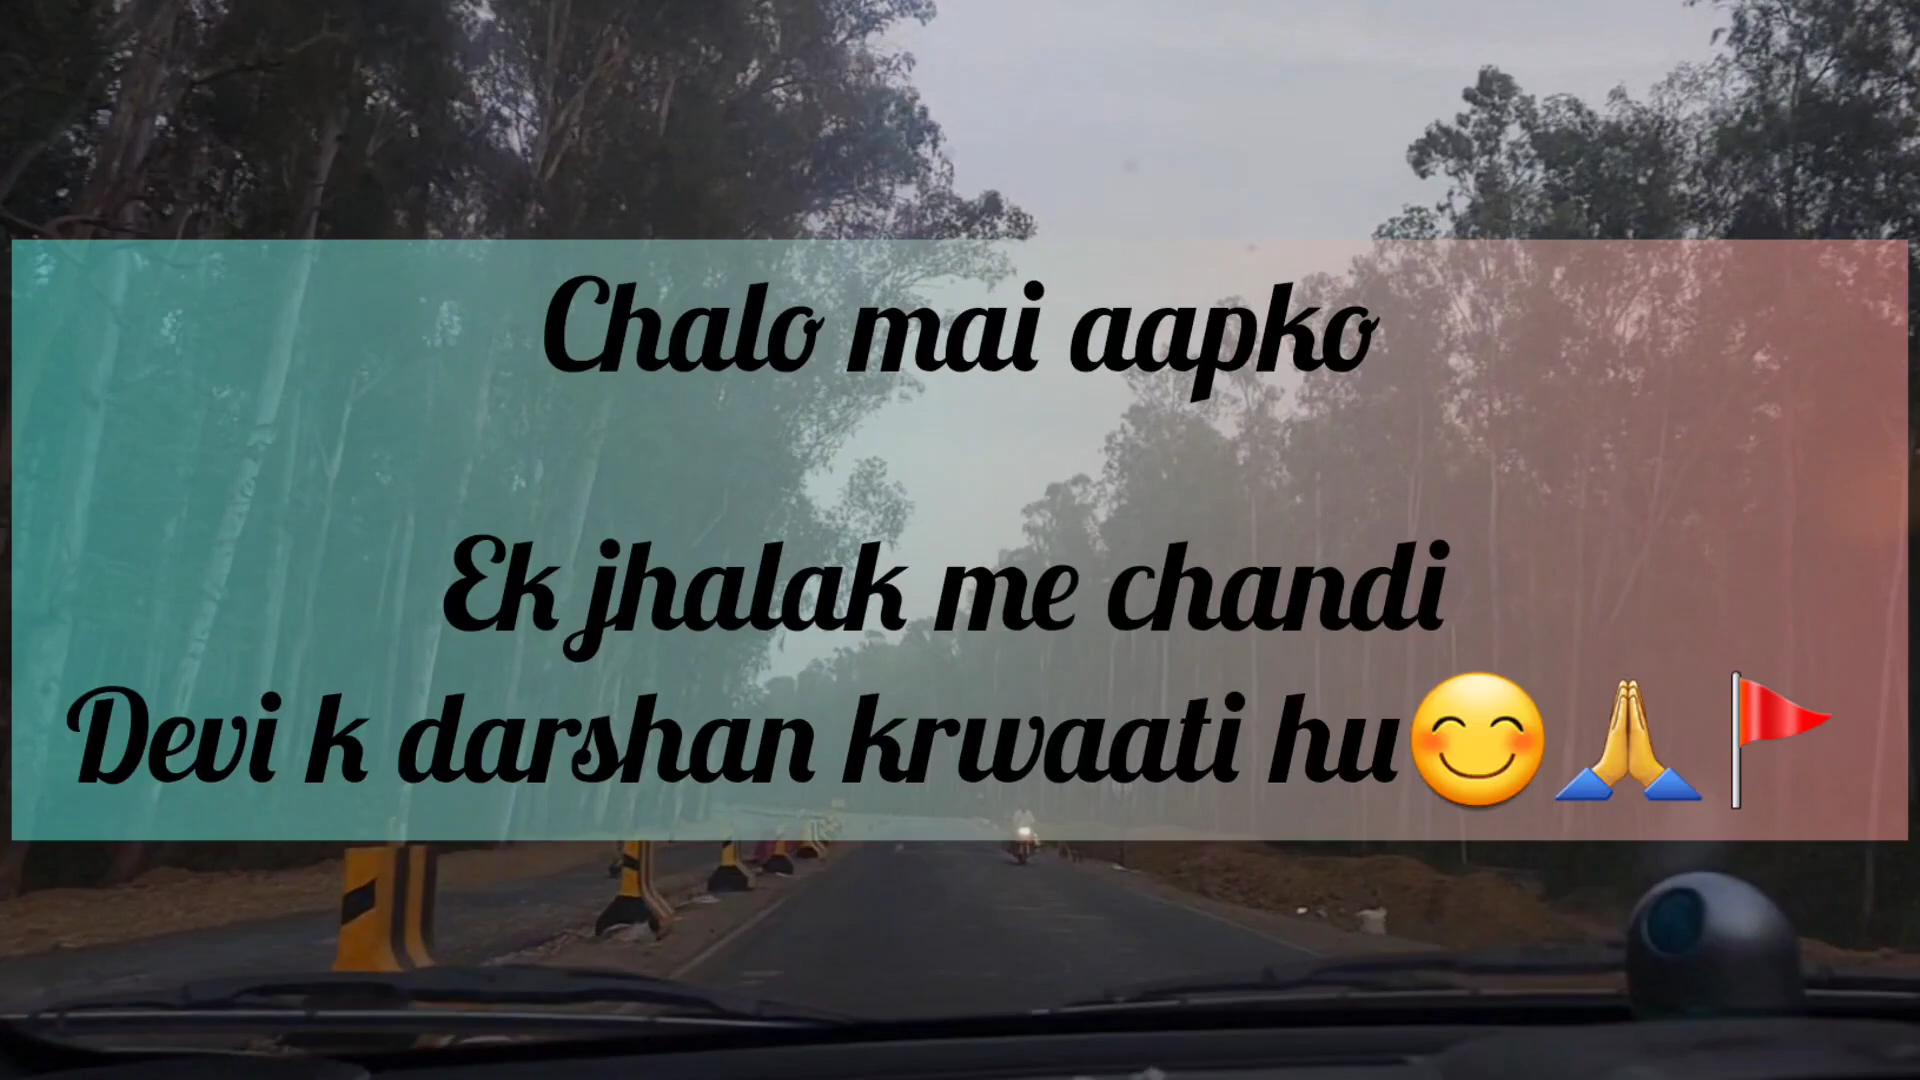 Chalo mai aapko
Ek jhalak me chandi
Devi k darshan krwaati hu😊🙏🚩